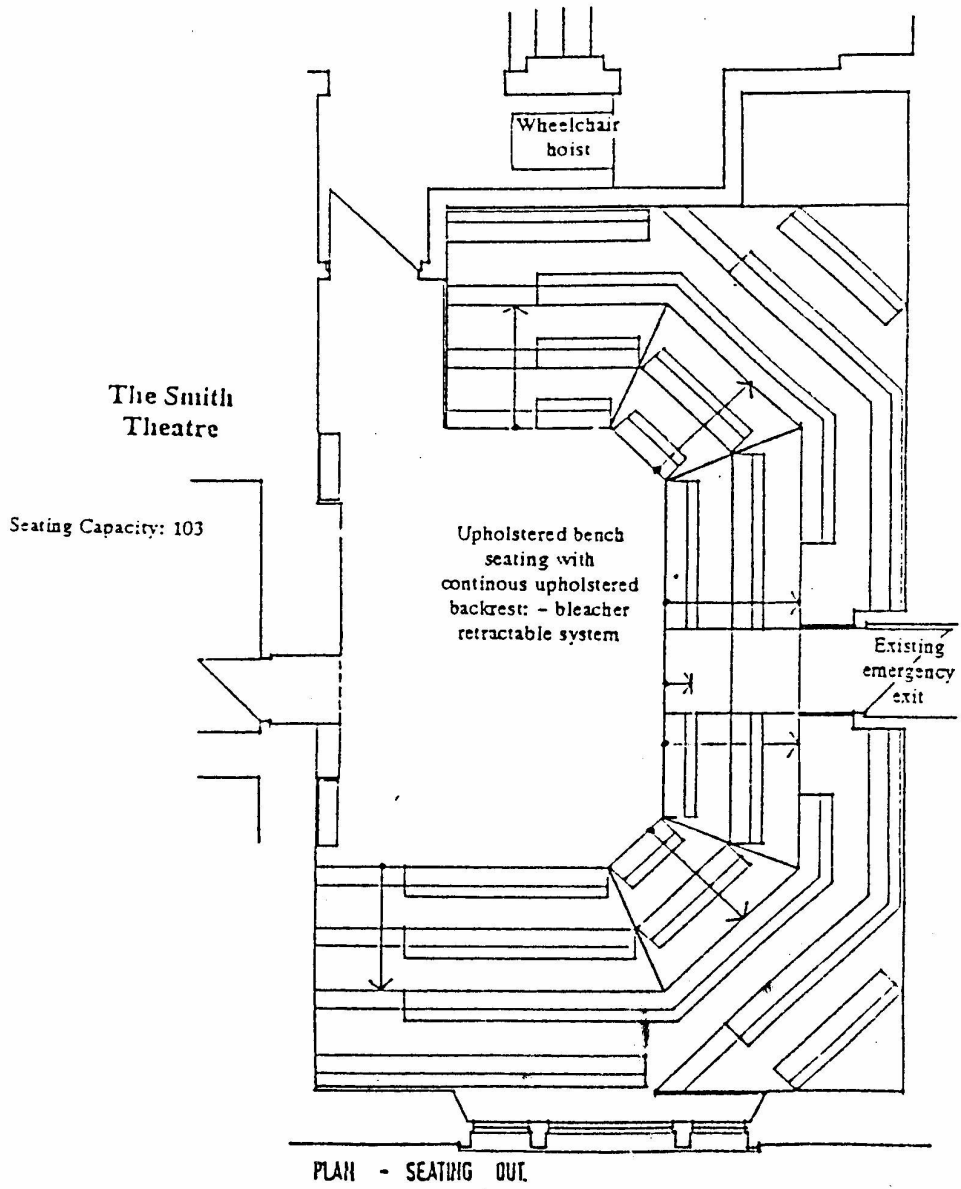 Wheelchair
hoist
The Smith
Theatre
Seating Capacity: 103
Upholstered bench
seating with
continous upholstered
backrest: - bleacher
retractable system
Existing
emergency
exit
PLAN - SEATING OUT.